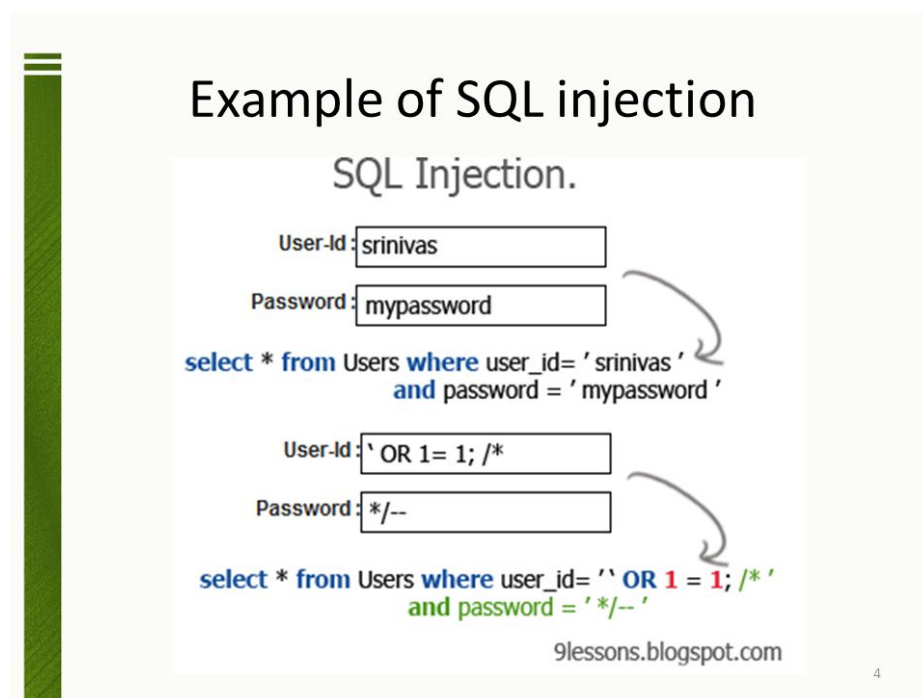 Example of SQL injection
SQL Injection.
User-Id : srinivas
Password : mypassword
select * from Users where user_id= ' srinivas '
and password = ' mypassword '
User-Id : ` OR 1= 1; /*
Password : */--
select * from Users where user_id= '` OR 1 = 1; /* '
and password = ' */-- '
9lessons.blogspot.com
4